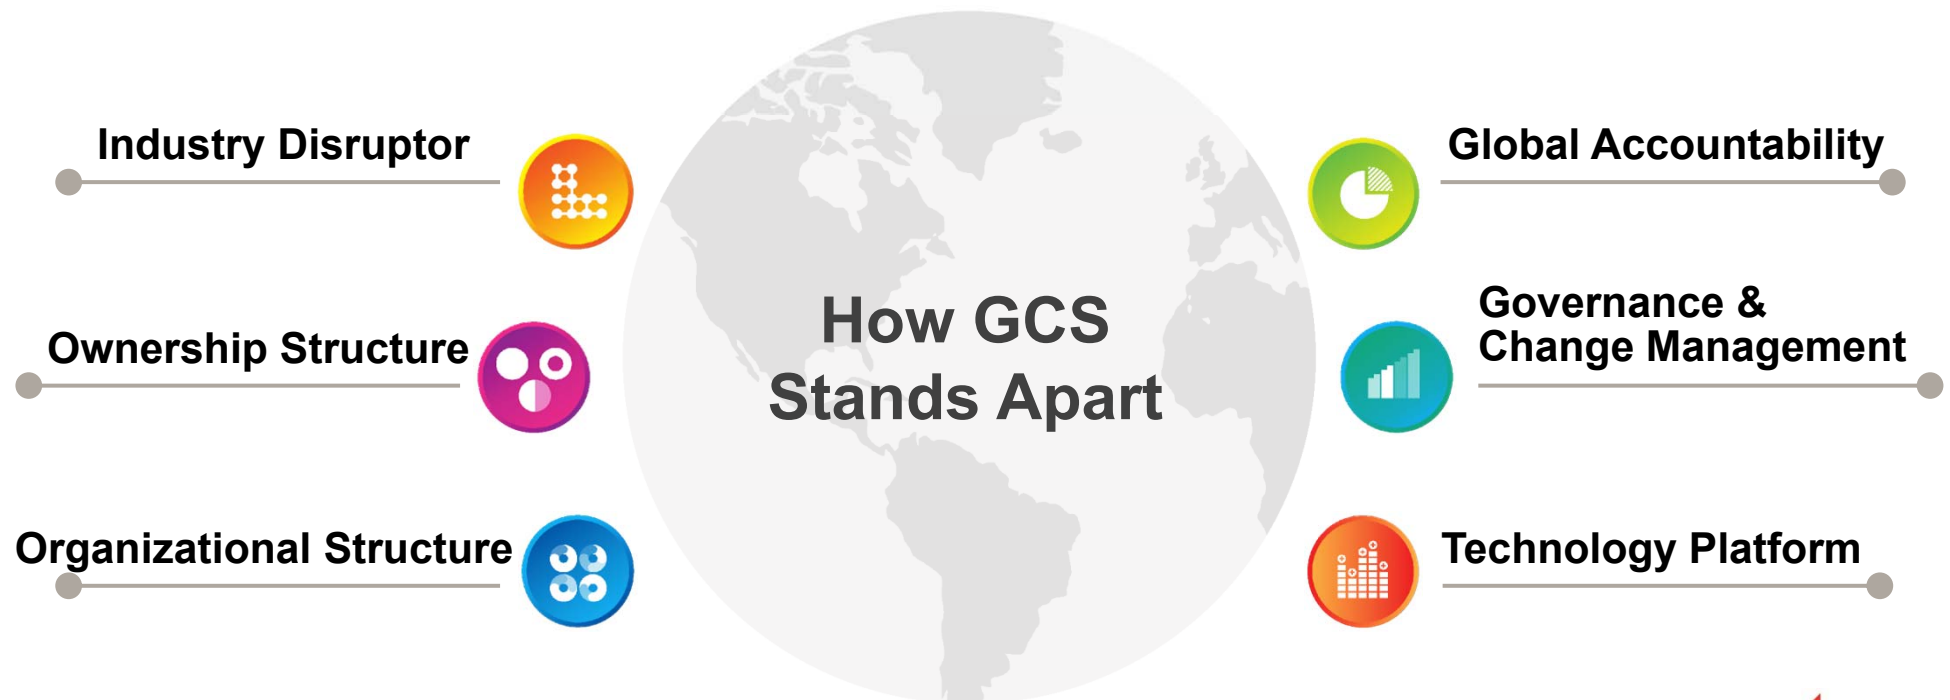 Industry Disruptor
Ownership Structure
Organizational Structure
How GCS
Stands Apart
Global Accountability
Governance &
Change Management
Technology Platform